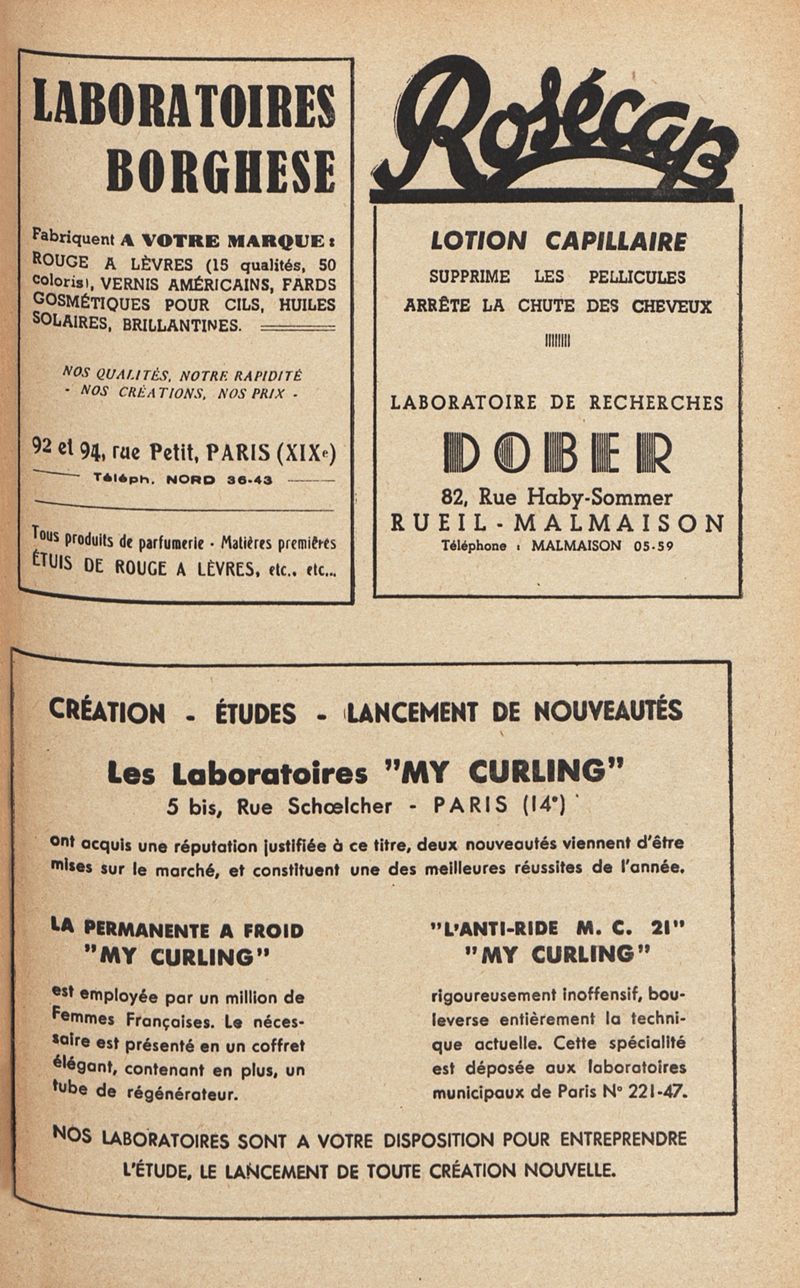 LABORATOIRES
BORGHESE
Fabriquent A VOTRE MARQUE :
ROUGE A LÈVRES (15 qualités, 50
coloris), VERNIS AMÉRICAINS, FARDS
GOSMÉTIQUES POUR CILS, HUILES
SOLAIRES, BRILLANTINES.
NOS QUALITÉS, NOTRE RAPIDITÉ
- NOS CRÉATIONS, NOS PRIX -
92 et 94, rue Petit, PARIS (XIXe)
Téléph. NORD 36-43
Tous produits de parfumerie - Matières premières
ÉTUIS DE ROUGE A LÈVRES, etc., etc...
Rosécap
LOTION CAPILLAIRE
SUPPRIME LES PELLICULES
ARRÊTE LA CHUTE DES CHEVEUX
LABORATOIRE DE RECHERCHES
DOBER
82, Rue Haby-Sommer
RUEIL-MALMAISON
Téléphone : MALMAISON 05-59
CRÉATION - ÉTUDES - LANCEMENT DE NOUVEAUTÉS
Les Laboratoires "MY CURLING"
5 bis, Rue Schœlcher - PARIS (14e)
ont acquis une réputation justifiée à ce titre, deux nouveautés viennent d'être
mises sur le marché, et constituent une des meilleures réussites de l'année.
LA PERMANENTE A FROID
"MY CURLING"
est employée par un million de
Femmes Françaises. Le néces-
saire est présenté en un coffret
élégant, contenant en plus, un
tube de régénérateur.
"L'ANTI-RIDE M. C. 21"
"MY CURLING"
rigoureusement inoffensif, bou-
leverse entièrement la techni-
que actuelle. Cette spécialité
est déposée aux laboratoires
municipaux de Paris N° 221-47.
NOS LABORATOIRES SONT A VOTRE DISPOSITION POUR ENTREPRENDRE
L'ÉTUDE, LE LANCEMENT DE TOUTE CRÉATION NOUVELLE.